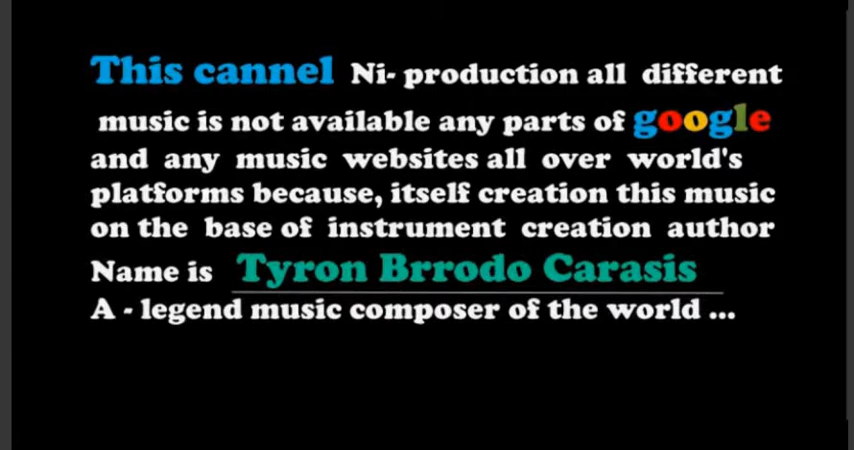 This cannel Ni- production all different
music is not available any parts of google
and any music websites all over world's
platforms because, itself creation this music
on the base of instrument creation author
Name is Tyron Brrodo Carasis
A - legend music composer of the world ...